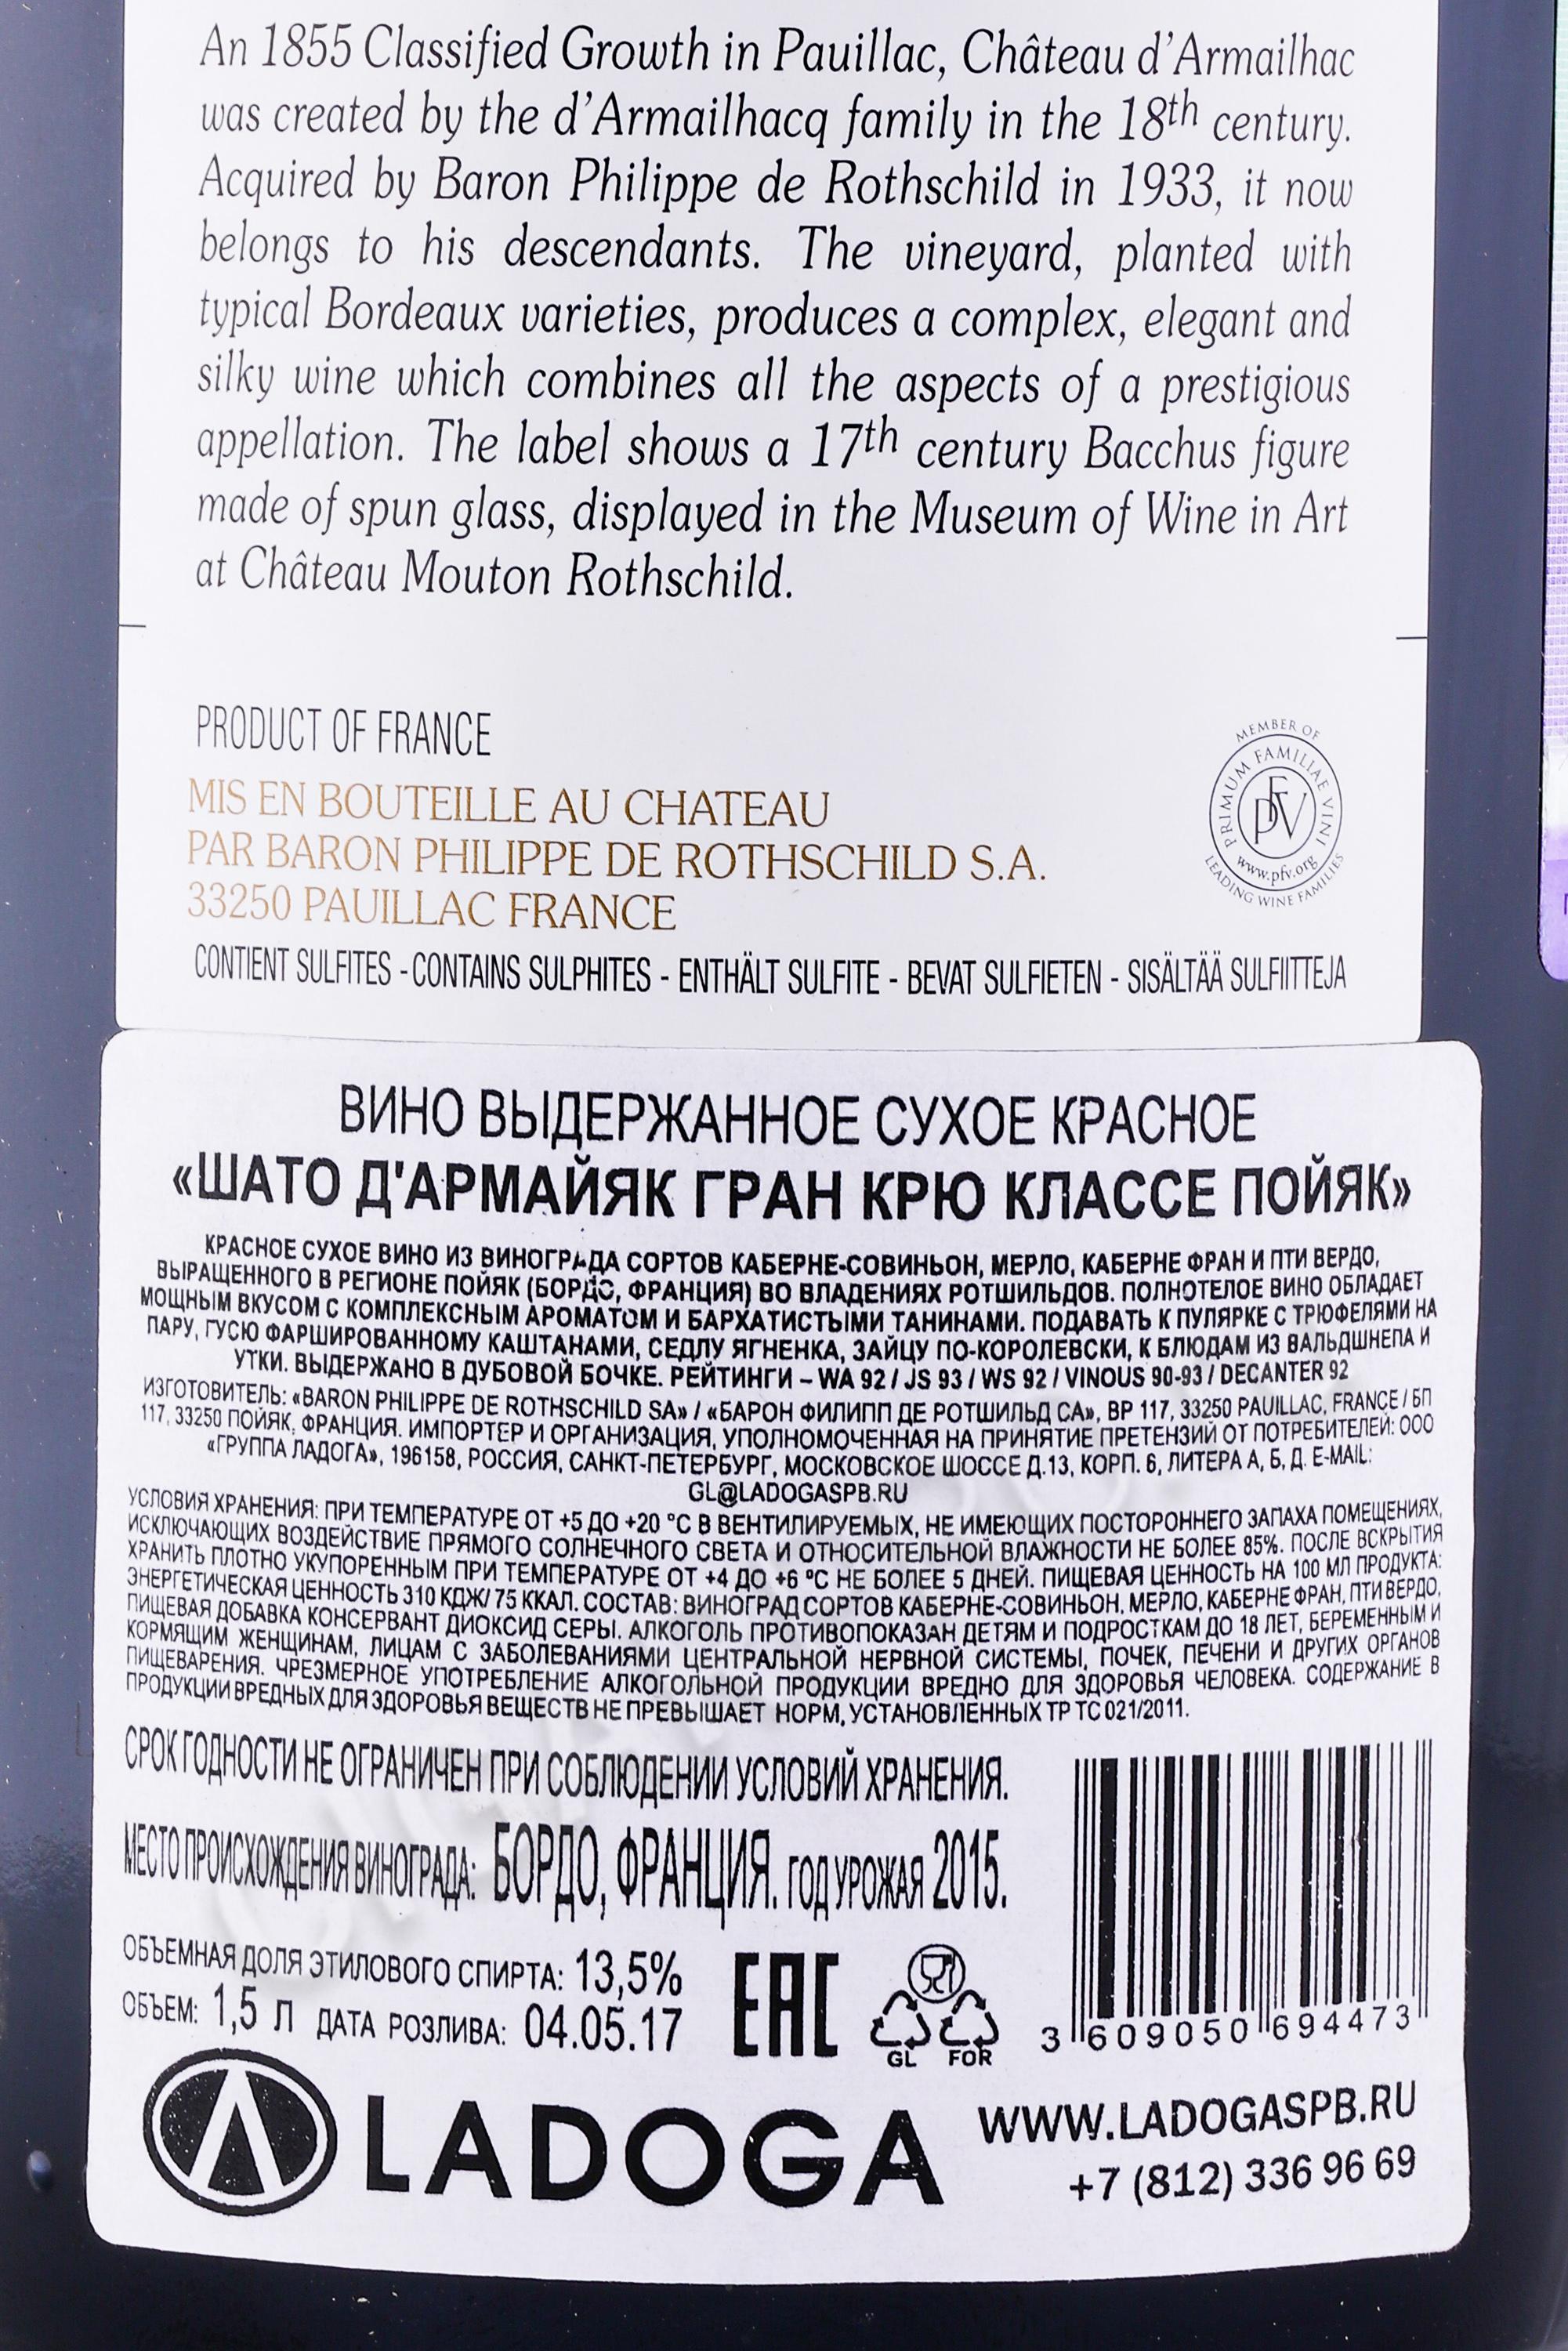 An 1855 Classified Growth in Pauillac, Château d'Armailhac
was created by the d'Armailhacq family in the 18th century.
Acquired by Baron Philippe de Rothschild in 1933, it now
belongs to his descendants. The vineyard, planted with
typical Bordeaux varieties, produces a complex, elegant and
silky wine which combines all the aspects of a prestigious
appellation. The label shows a 17th century Bacchus figure
made of spun glass, displayed in the Museum of Wine in Art
at Château Mouton Rothschild.
PRODUCT OF FRANCE
MIS EN BOUTEILLE AU CHATEAU
PAR BARON PHILIPPE DE ROTHSCHILD S.A.
33250 PAUILLAC FRANCE
MEMBER OF
PRIMUM FAMILIAE VINI
PFV
www.pfv.org
LEADING WINE FAMILIES
CONTIENT SULFITES - CONTAINS SULPHITES - ENTHÄLT SULFITE - BEVAT SULFIETEN - SISÄLTÄÄ SULFIITTEJA
ВИНО ВЫДЕРЖАННОЕ СУХОЕ КРАСНОЕ
«ШАТО Д'АРМАЙЯК ГРАН КРЮ КЛАССЕ ПОЙЯК»
КРАСНОЕ СУХОЕ ВИНО ИЗ ВИНОГРАДА СОРТОВ КАБЕРНЕ-СОВИНЬОН, МЕРЛО, КАБЕРНЕ ФРАН И ПТИ ВЕРДО,
ВЫРАЩЕННОГО В РЕГИОНЕ ПОЙЯК (БОРДО, ФРАНЦИЯ) ВО ВЛАДЕНИЯХ РОТШИЛЬДОВ. ПОЛНОТЕЛОЕ ВИНО ОБЛАДАЕТ
МОЩНЫМ ВКУСОМ С КОМПЛЕКСНЫМ АРОМАТОМ И БАРХАТИСТЫМИ ТАНИНАМИ. ПОДАВАТЬ К ПУЛЯРКЕ С ТРЮФЕЛЯМИ НА
ПАРУ, ГУСЮ ФАРШИРОВАННОМУ КАШТАНАМИ, СЕДЛУ ЯГНЕНКА, ЗАЙЦУ ПО-КОРОЛЕВСКИ, К БЛЮДАМ ИЗ ВАЛЬДШНЕПА И
УТКИ. ВЫДЕРЖАНО В ДУБОВОЙ БОЧКЕ. РЕЙТИНГИ – WA 92 / JS 93 / WS 92 / VINOUS 90-93 / DECANTER 92
ИЗГОТОВИТЕЛЬ: «BARON PHILIPPE DE ROTHSCHILD SA» / «БАРОН ФИЛИПП ДЕ РОТШИЛЬД СА», BP 117, 33250 PAUILLAC, FRANCE / БП
117, 33250 ПОЙЯК, ФРАНЦИЯ. ИМПОРТЕР И ОРГАНИЗАЦИЯ, УПОЛНОМОЧЕННАЯ НА ПРИНЯТИЕ ПРЕТЕНЗИЙ ОТ ПОТРЕБИТЕЛЕЙ: ООО
«ГРУППА ЛАДОГА», 196158, РОССИЯ, САНКТ-ПЕТЕРБУРГ, МОСКОВСКОЕ ШОССЕ Д.13, КОРП. 6, ЛИТЕРА А, Б, Д. E-MAIL:
GL@LADOGASPB.RU
УСЛОВИЯ ХРАНЕНИЯ: ПРИ ТЕМПЕРАТУРЕ ОТ +5 ДО +20 °С В ВЕНТИЛИРУЕМЫХ, НЕ ИМЕЮЩИХ ПОСТОРОННЕГО ЗАПАХА ПОМЕЩЕНИЯХ,
ИСКЛЮЧАЮЩИХ ВОЗДЕЙСТВИЕ ПРЯМОГО СОЛНЕЧНОГО СВЕТА И ОТНОСИТЕЛЬНОЙ ВЛАЖНОСТИ НЕ БОЛЕЕ 85%. ПОСЛЕ ВСКРЫТИЯ
ХРАНИТЬ ПЛОТНО УКУПОРЕННЫМ ПРИ ТЕМПЕРАТУРЕ ОТ +4 ДО +6 °С НЕ БОЛЕЕ 5 ДНЕЙ. ПИЩЕВАЯ ЦЕННОСТЬ НА 100 МЛ ПРОДУКТА:
ЭНЕРГЕТИЧЕСКАЯ ЦЕННОСТЬ 310 КДЖ/ 75 ККАЛ. СОСТАВ: ВИНОГРАД СОРТОВ КАБЕРНЕ-СОВИНЬОН, МЕРЛО, КАБЕРНЕ ФРАН, ПТИ ВЕРДО,
ПИЩЕВАЯ ДОБАВКА КОНСЕРВАНТ ДИОКСИД СЕРЫ. АЛКОГОЛЬ ПРОТИВОПОКАЗАН ДЕТЯМ И ПОДРОСТКАМ ДО 18 ЛЕТ, БЕРЕМЕННЫМ И
КОРМЯЩИМ ЖЕНЩИНАМ, ЛИЦАМ С ЗАБОЛЕВАНИЯМИ ЦЕНТРАЛЬНОЙ НЕРВНОЙ СИСТЕМЫ, ПОЧЕК, ПЕЧЕНИ И ДРУГИХ ОРГАНОВ
ПИЩЕВАРЕНИЯ. ЧРЕЗМЕРНОЕ УПОТРЕБЛЕНИЕ АЛКОГОЛЬНОЙ ПРОДУКЦИИ ВРЕДНО ДЛЯ ЗДОРОВЬЯ ЧЕЛОВЕКА. СОДЕРЖАНИЕ В
ПРОДУКЦИИ ВРЕДНЫХ ДЛЯ ЗДОРОВЬЯ ВЕЩЕСТВ НЕ ПРЕВЫШАЕТ НОРМ, УСТАНОВЛЕННЫХ ТР ТС 021/2011.
СРОК ГОДНОСТИ НЕ ОГРАНИЧЕН ПРИ СОБЛЮДЕНИИ УСЛОВИЙ ХРАНЕНИЯ.
МЕСТО ПРОИСХОЖДЕНИЯ ВИНОГРАДА: БОРДО, ФРАНЦИЯ. ГОД УРОЖАЯ 2015.
ОБЪЕМНАЯ ДОЛЯ ЭТИЛОВОГО СПИРТА: 13,5%
ОБЪЕМ: 1,5 Л ДАТА РОЗЛИВА: 04.05.17
EAC
GL FOR
3 609050 694473
LADOGA
WWW.LADOGASPB.RU
+7 (812) 336 96 69